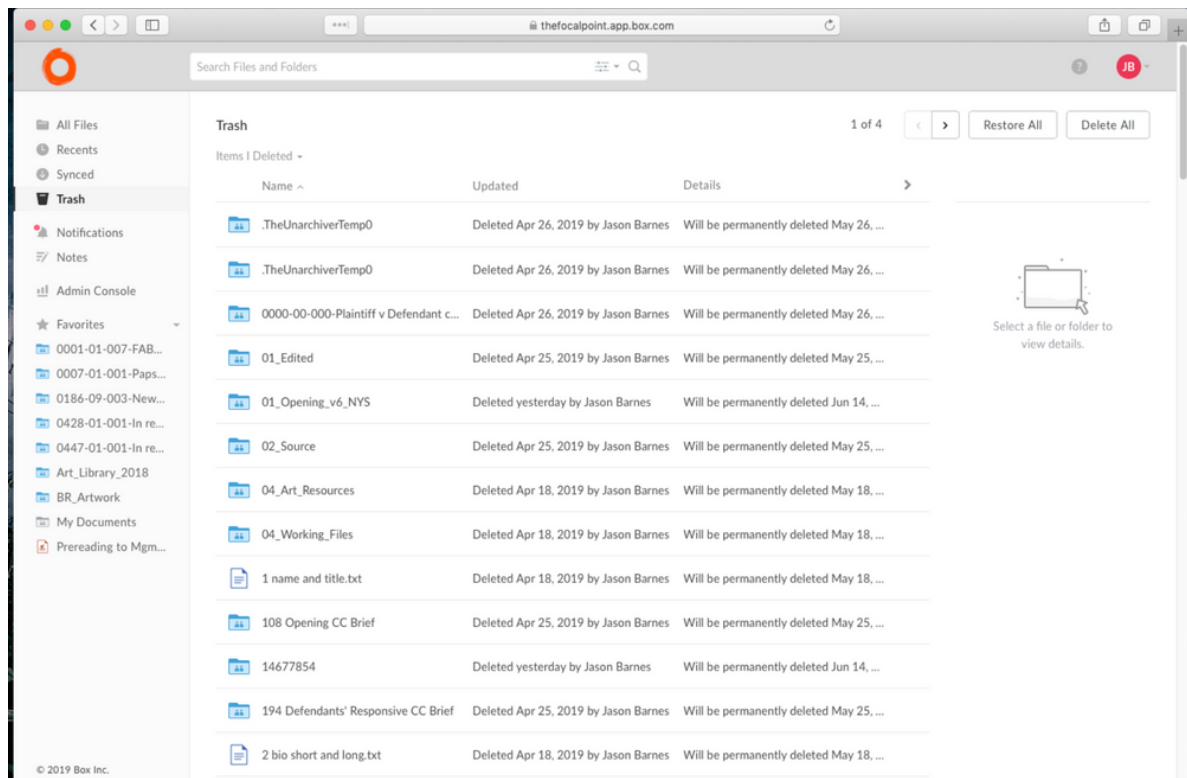 thefocalpoint.app.box.com
Search Files and Folders
JB
All Files
Recents
Synced
Trash
Notifications
Notes
Admin Console
Favorites
0001-01-007-FAB...
0007-01-001-Paps...
0186-09-003-New...
0428-01-001-In re...
0447-01-001-In re...
Art_Library_2018
BR_Artwork
My Documents
Prereading to Mgm...
© 2019 Box Inc.
Trash 1 of 4 Restore All Delete All
Items I Deleted
Name Updated Details
.TheUnarchiverTemp0 Deleted Apr 26, 2019 by Jason Barnes Will be permanently deleted May 26, ...
.TheUnarchiverTemp0 Deleted Apr 26, 2019 by Jason Barnes Will be permanently deleted May 26, ...
0000-00-000-Plaintiff v Defendant c... Deleted Apr 26, 2019 by Jason Barnes Will be permanently deleted May 26, ...
01_Edited Deleted Apr 25, 2019 by Jason Barnes Will be permanently deleted May 25, ...
01_Opening_v6_NYS Deleted yesterday by Jason Barnes Will be permanently deleted Jun 14, ...
02_Source Deleted Apr 25, 2019 by Jason Barnes Will be permanently deleted May 25, ...
04_Art_Resources Deleted Apr 18, 2019 by Jason Barnes Will be permanently deleted May 18, ...
04_Working_Files Deleted Apr 18, 2019 by Jason Barnes Will be permanently deleted May 18, ...
1 name and title.txt Deleted Apr 18, 2019 by Jason Barnes Will be permanently deleted May 18, ...
108 Opening CC Brief Deleted Apr 25, 2019 by Jason Barnes Will be permanently deleted May 25, ...
14677854 Deleted yesterday by Jason Barnes Will be permanently deleted Jun 14, ...
194 Defendants' Responsive CC Brief Deleted Apr 25, 2019 by Jason Barnes Will be permanently deleted May 25, ...
2 bio short and long.txt Deleted Apr 18, 2019 by Jason Barnes Will be permanently deleted May 18, ...
Select a file or folder to
view details.